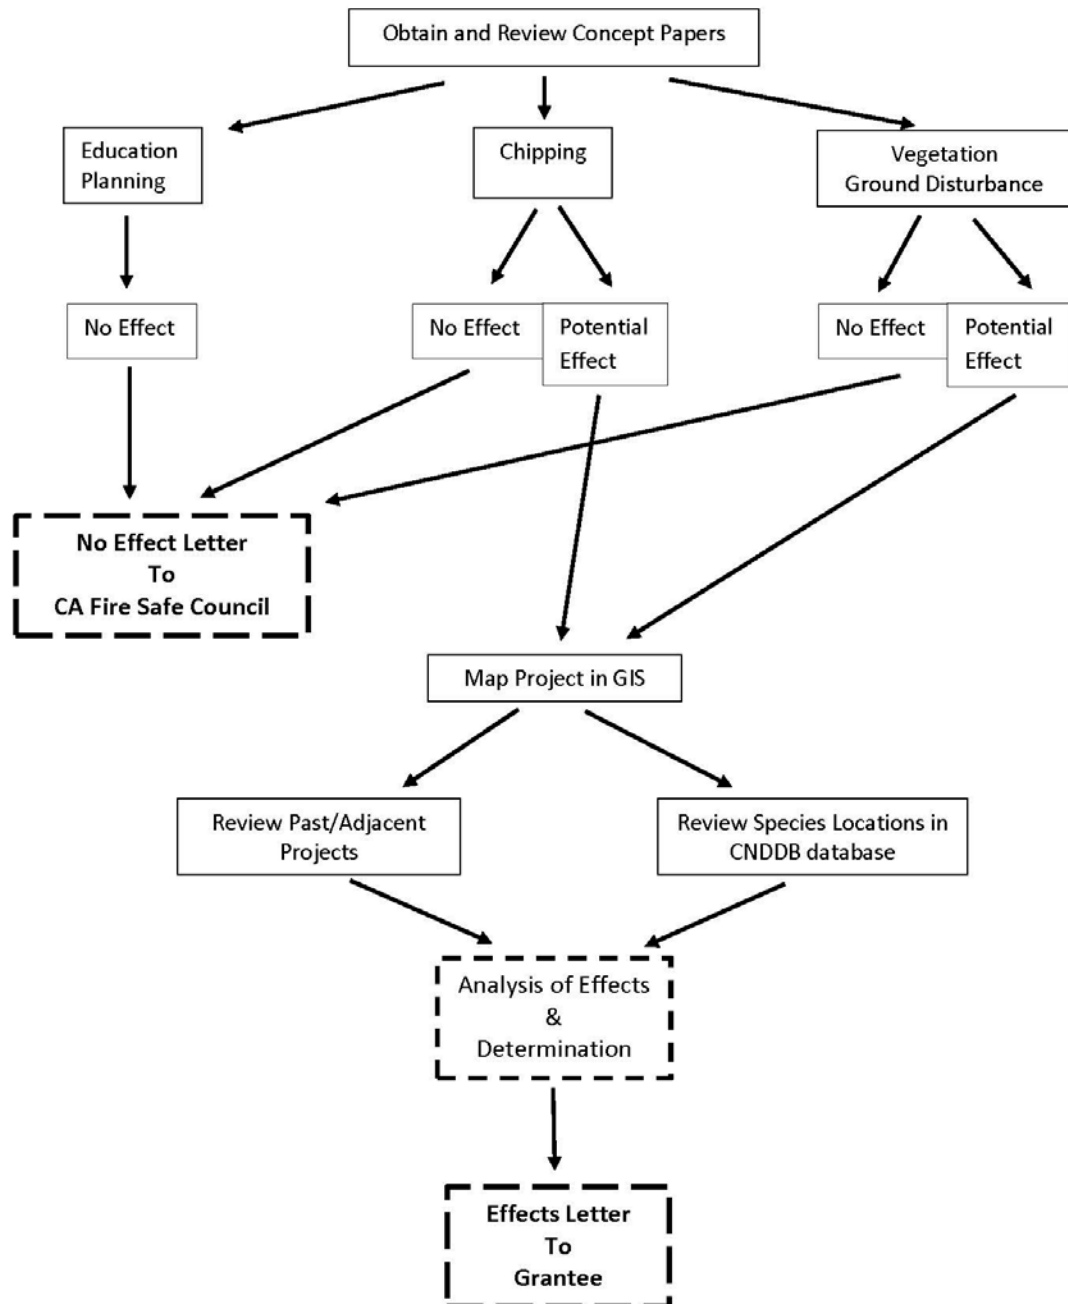 Obtain and Review Concept Papers
Education
Planning
Chipping
Vegetation
Ground Disturbance
No Effect
No Effect
Potential
Effect
No Effect
Potential
Effect
No Effect Letter
To
CA Fire Safe Council
Map Project in GIS
Review Past/Adjacent
Projects
Review Species Locations in
CNDDB database
Analysis of Effects
&
Determination
Effects Letter
To
Grantee